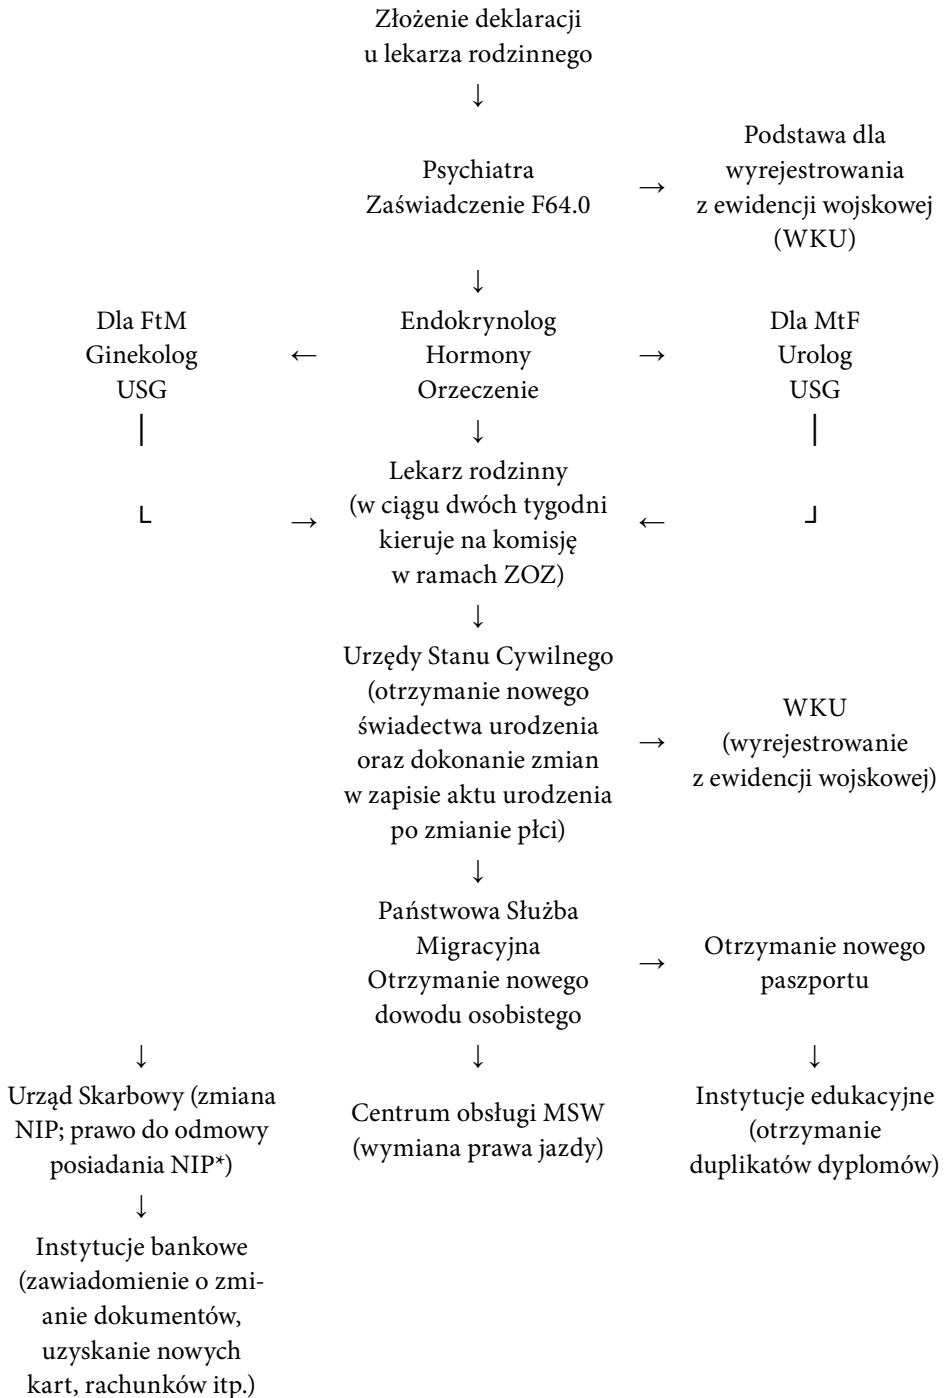 Złożenie deklaracji
u lekarza rodzinnego
↓
Psychiatra
Zaświadczenie F64.0
→
Podstawa dla
wyrejestrowania
z ewidencji wojskowej
(WKU)
↓
Dla FtM
Ginekolog
USG
←
Endokrynolog
Hormony
Orzeczenie
→
Dla MtF
Urolog
USG
↓
Lekarz rodzinny
(w ciągu dwóch tygodni
kieruje na komisję
w ramach ZOZ)
→
←
↓
Urzędy Stanu Cywilnego
(otrzymanie nowego
świadectwa urodzenia
oraz dokonanie zmian
w zapisie aktu urodzenia
po zmianie płci)
→
WKU
(wyrejestrowanie
z ewidencji wojskowej)
↓
Państwowa Służba
Migracyjna
Otrzymanie nowego
dowodu osobistego
→
Otrzymanie nowego
paszportu
↓ ↓ ↓
Urząd Skarbowy (zmiana
NIP; prawo do odmowy
posiadania NIP*)
Centrum obsługi MSW
(wymiana prawa jazdy)
Instytucje edukacyjne
(otrzymanie
duplikatów dyplomów)
↓
Instytucje bankowe
(zawiadomienie o zmi-
anie dokumentów,
uzyskanie nowych
kart, rachunków itp.)